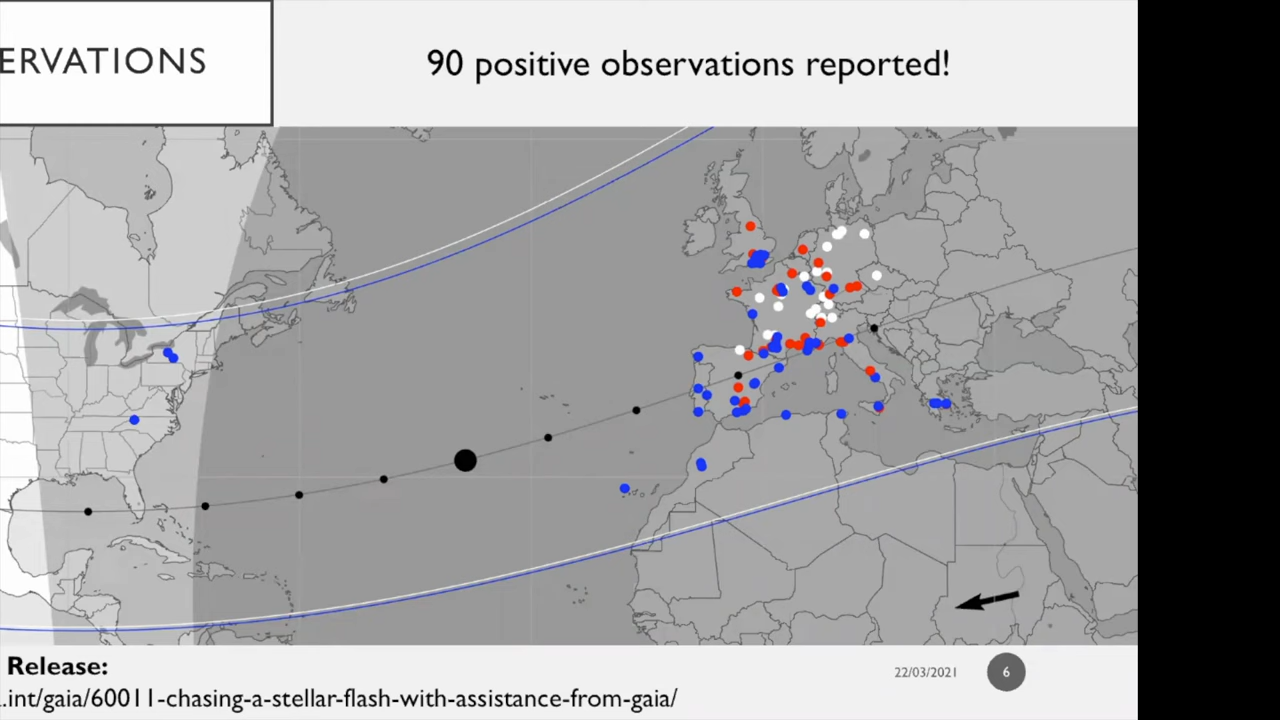 ERVATIONS
90 positive observations reported!
Release:
.int/gaia/60011-chasing-a-stellar-flash-with-assistance-from-gaia/
22/03/2021
6